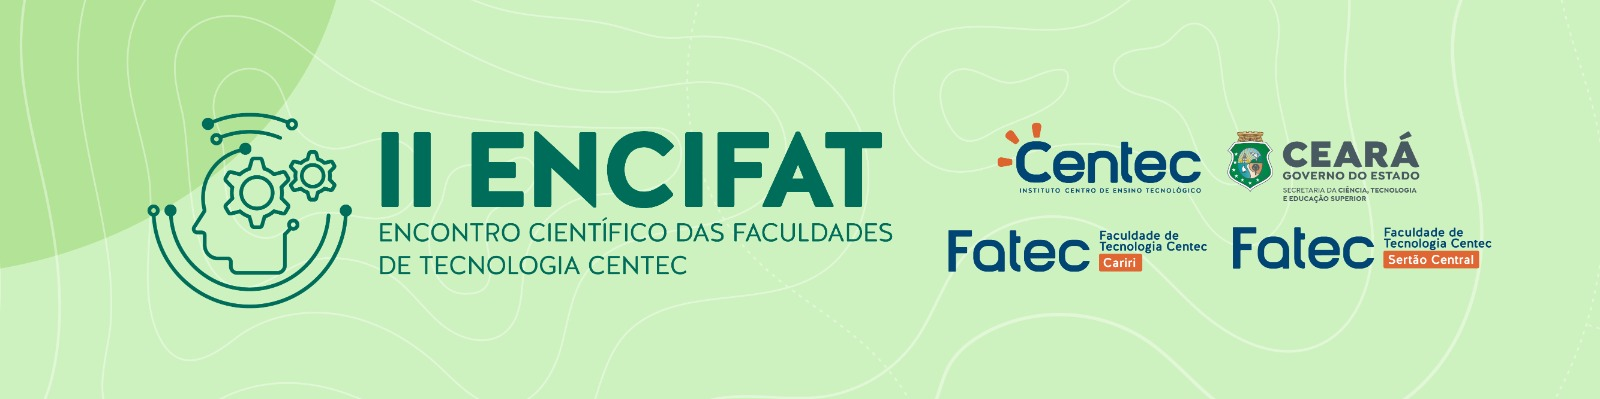 II ENCIFAT
ENCONTRO CIENTÍFICO DAS FACULDADES
DE TECNOLOGIA CENTEC
Centec
INSTITUTO CENTRO DE ENSINO TECNOLÓGICO
CEARÁ
GOVERNO DO ESTADO
SECRETARIA DA CIÊNCIA, TECNOLOGIA
E EDUCAÇÃO SUPERIOR
Fatec
Faculdade de
Tecnologia Centec
Cariri
Fatec
Faculdade de
Tecnologia Centec
Sertão Central